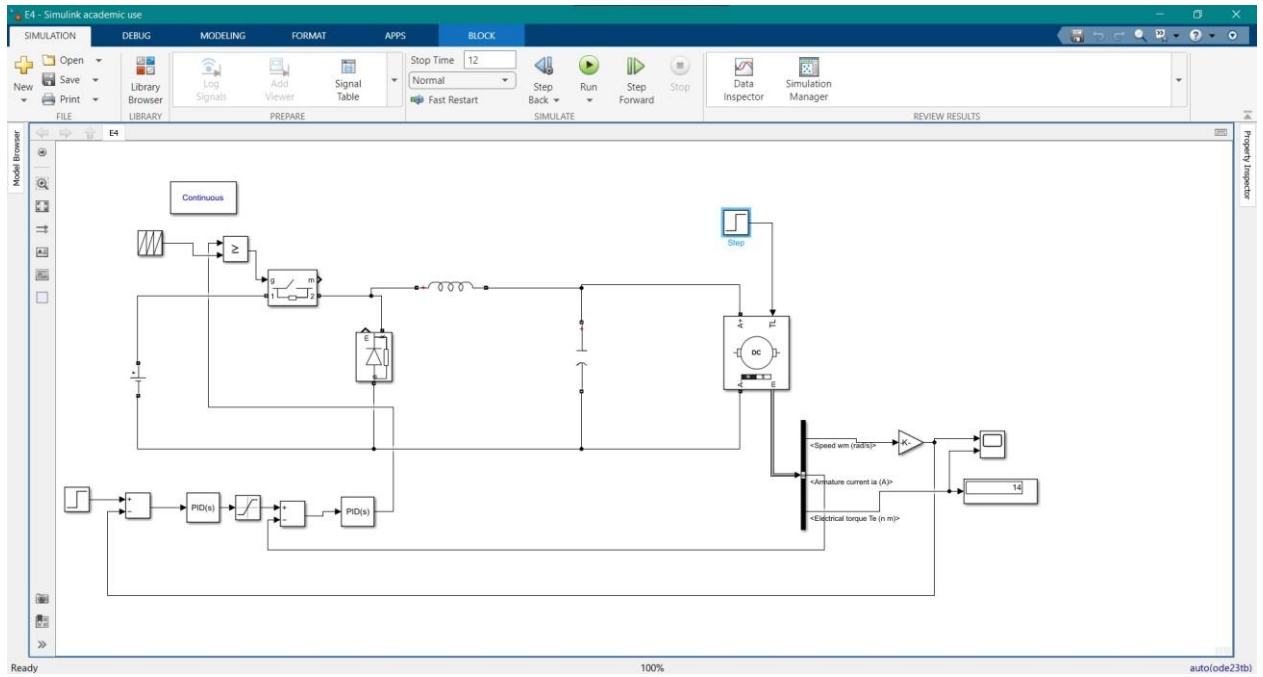 E4 - Simulink academic use
SIMULATION DEBUG MODELING FORMAT APPS BLOCK
New
Open
Save
Print
FILE
Library Browser
LIBRARY
Log Signals
Add Viewer
Signal Table
PREPARE
Stop Time 12
Normal
Fast Restart
Step Back
Run
Step Forward
Stop
SIMULATE
Data Inspector
Simulation Manager
REVIEW RESULTS
Model Browser
E4
Property Inspector
Continuous
≥
g m
1 2
E
Step
A+ TL
DC
A- E
<Speed wm (rad/s)>
-K-
<Armature current ia (A)>
14
<Electrical torque Te (n m)>
PID(s)
PID(s)
Ready
100%
auto(ode23tb)